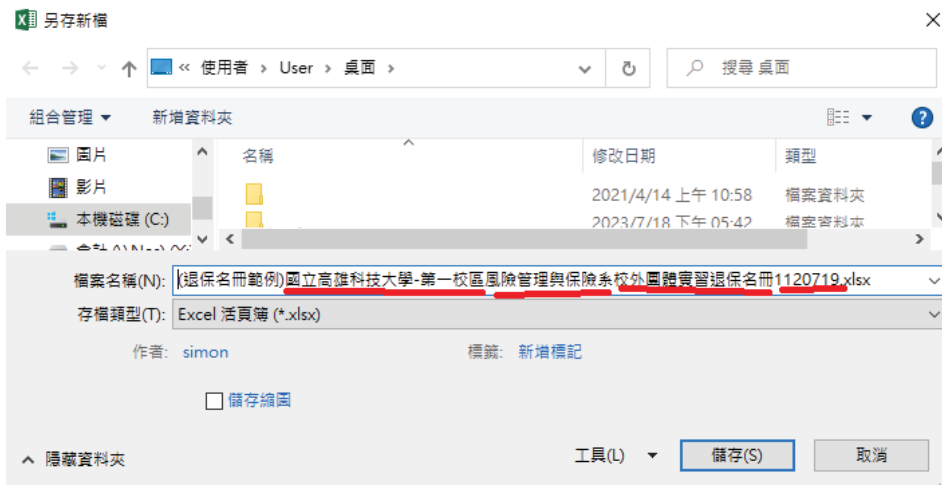 另存新檔
« 使用者 › User › 桌面 ›
搜尋 桌面
組合管理
新增資料夾
圖片
影片
本機磁碟 (C:)
名稱
修改日期
類型
2021/4/14 上午 10:58
檔案資料夾
2023/7/18 下午 05:42
檔案資料夾
檔案名稱(N):
(退保名冊範例)國立高雄科技大學-第一校區風險管理與保險系校外團體實習退保名冊1120719.xlsx
存檔類型(T):
Excel 活頁簿 (*.xlsx)
作者: simon
標籤: 新增標記
儲存縮圖
隱藏資料夾
工具(L)
儲存(S)
取消